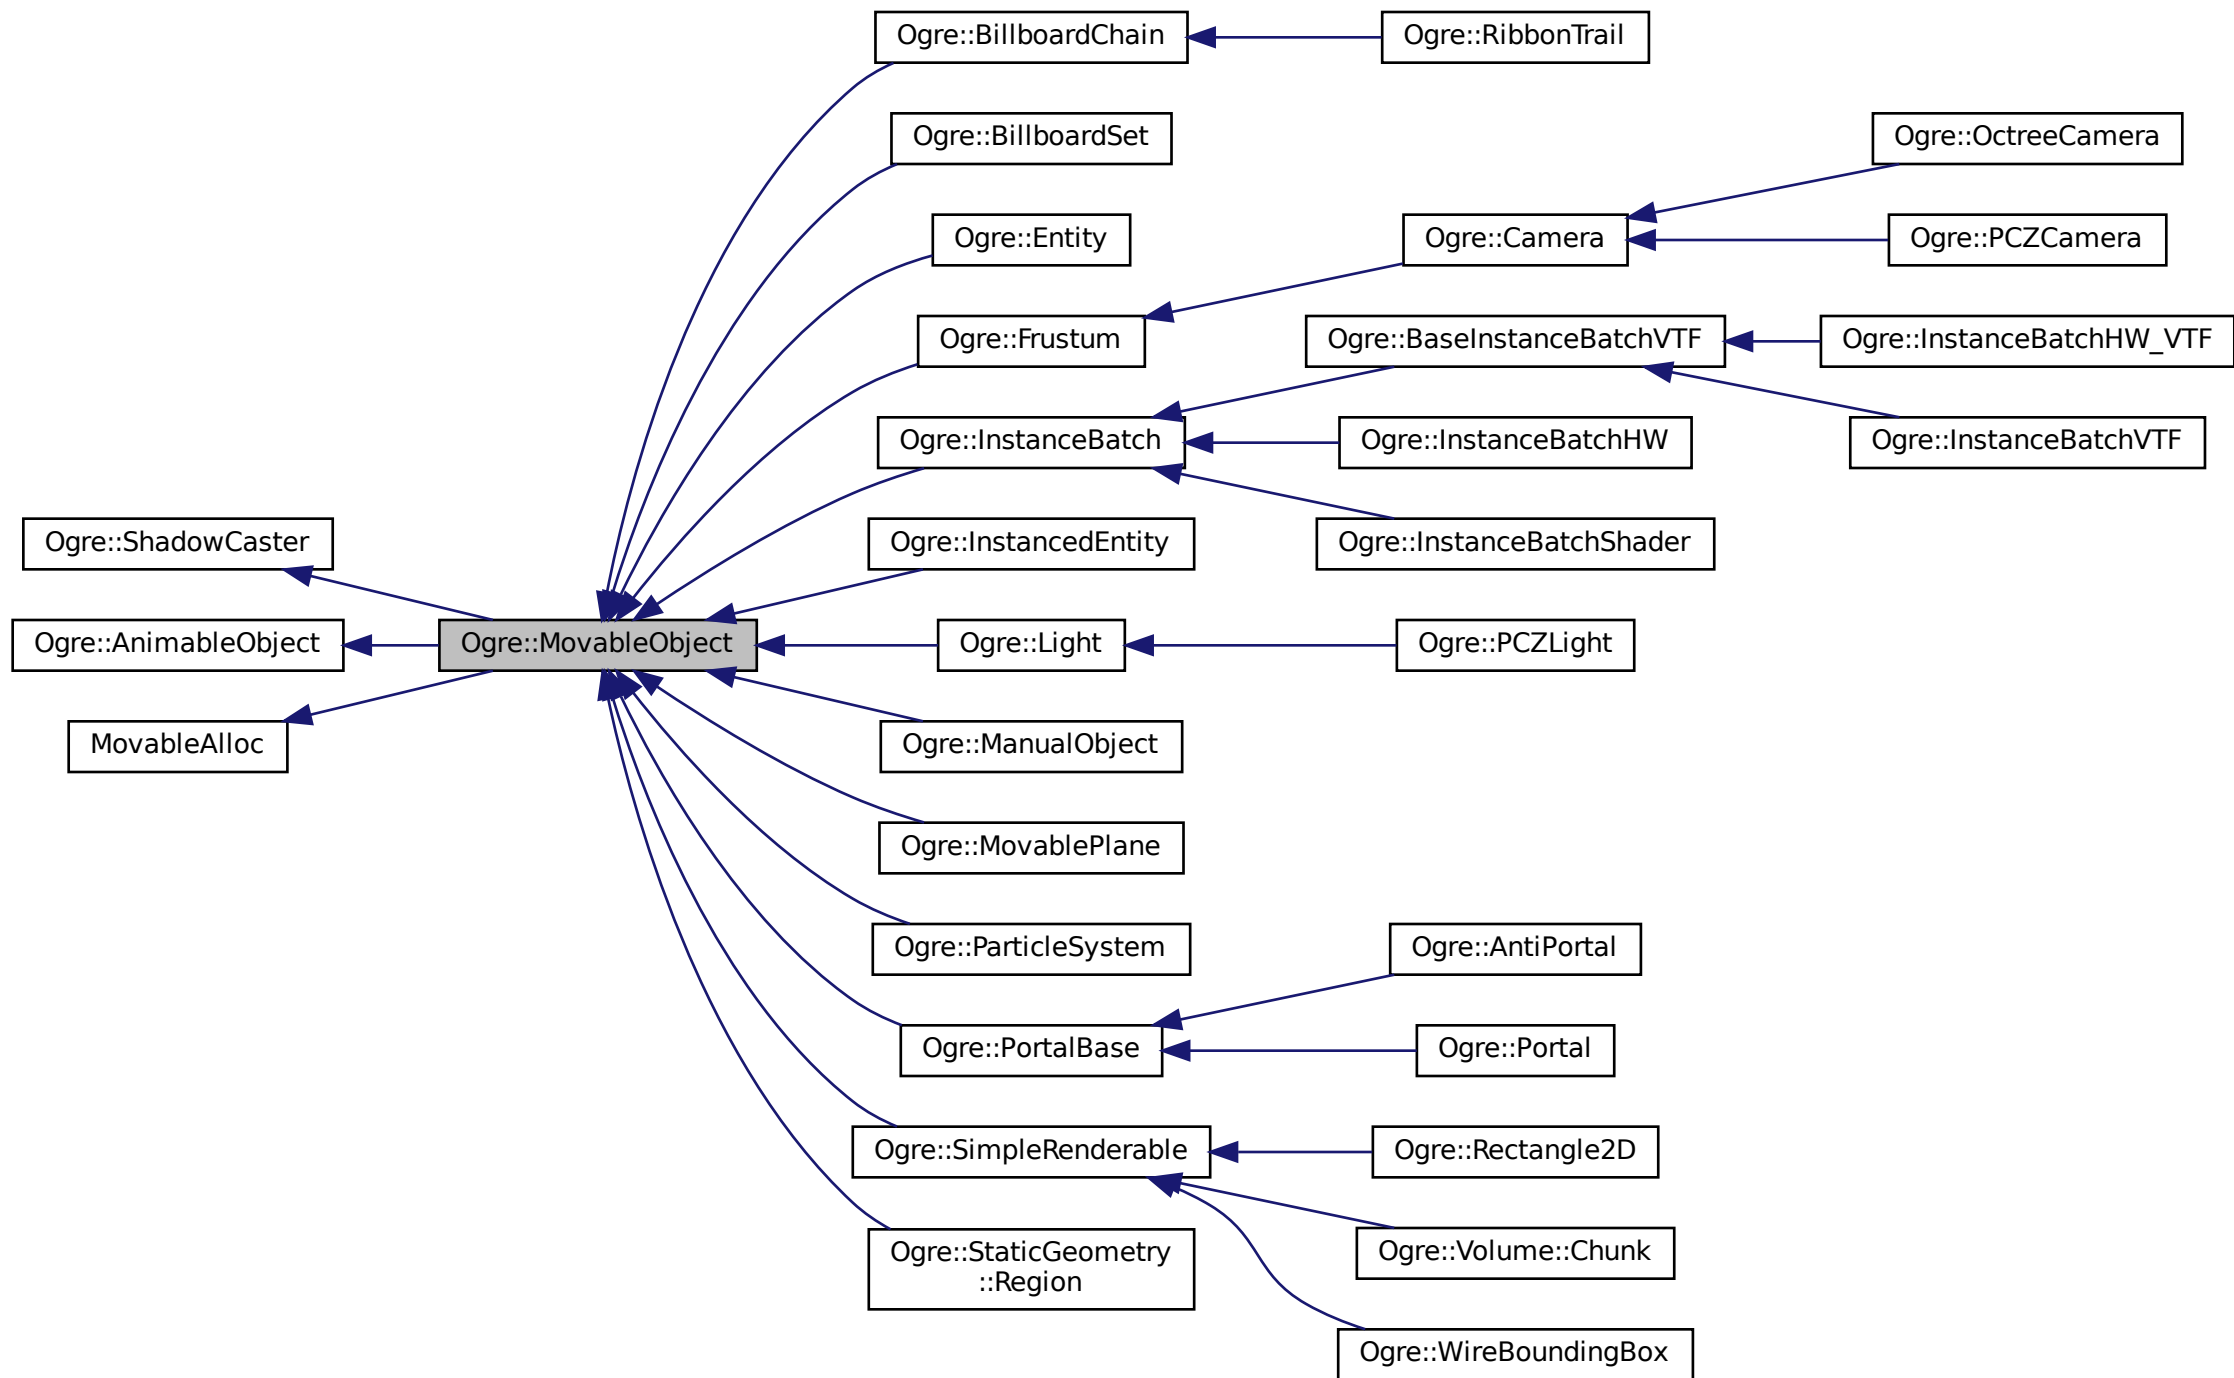 Ogre::BillboardChain
Ogre::RibbonTrail
Ogre::BillboardSet
Ogre::OctreeCamera
Ogre::Entity
Ogre::Camera
Ogre::PCZCamera
Ogre::Frustum
Ogre::BaseInstanceBatchVTF
Ogre::InstanceBatchHW_VTF
Ogre::InstanceBatch
Ogre::InstanceBatchHW
Ogre::InstanceBatchVTF
Ogre::ShadowCaster
Ogre::InstancedEntity
Ogre::InstanceBatchShader
Ogre::AnimableObject
Ogre::MovableObject
Ogre::Light
Ogre::PCZLight
MovableAlloc
Ogre::ManualObject
Ogre::MovablePlane
Ogre::ParticleSystem
Ogre::AntiPortal
Ogre::PortalBase
Ogre::Portal
Ogre::SimpleRenderable
Ogre::Rectangle2D
Ogre::StaticGeometry
::Region
Ogre::Volume::Chunk
Ogre::WireBoundingBox